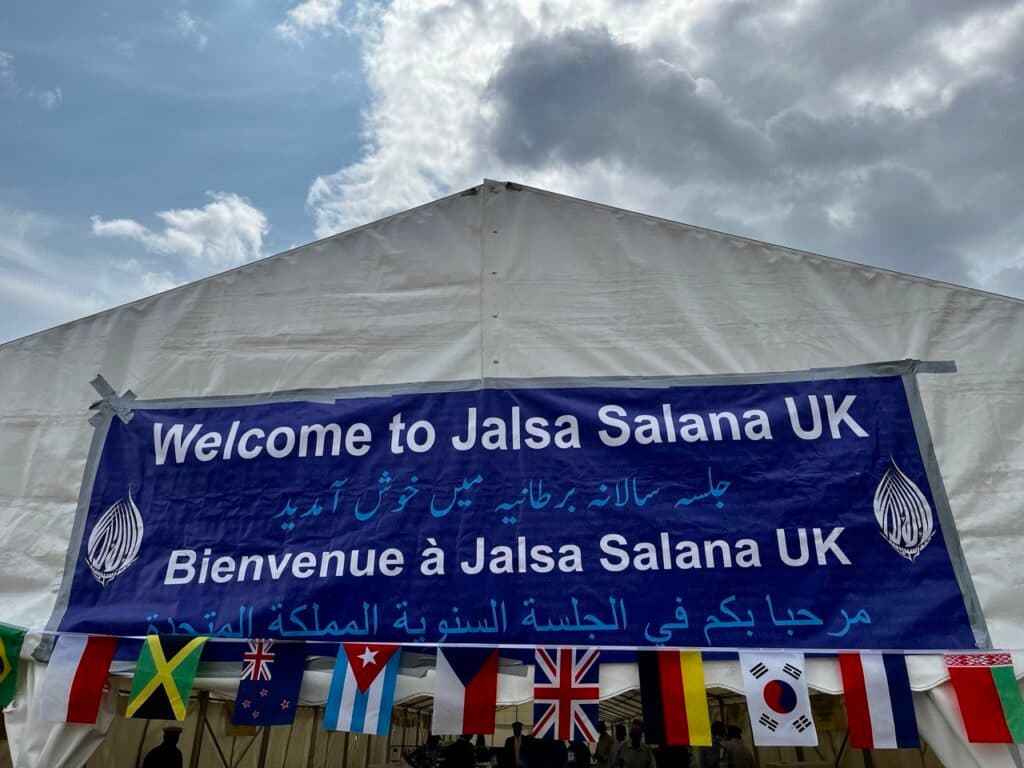 Welcome to Jalsa Salana UK
جلسہ سالانہ برطانیہ میں خوش آمدید
Bienvenue à Jalsa Salana UK
مرحبا بكم في الجلسة السنوية المملكة المتحدة